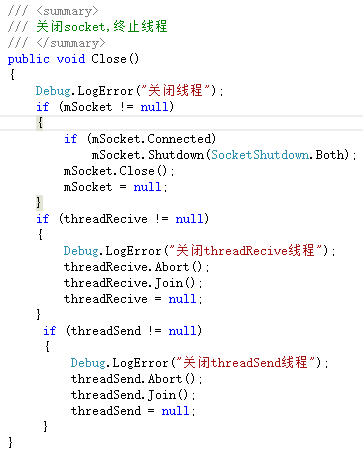 /// <summary>
/// 关闭socket,终止线程
/// </summary>
public void Close()
{
    Debug.LogError("关闭线程");
    if (mSocket != null)
    {
        if (mSocket.Connected)
            mSocket.Shutdown(SocketShutdown.Both);
        mSocket.Close();
        mSocket = null;
    }
    if (threadRecive != null)
    {
        Debug.LogError("关闭threadRecive线程");
        threadRecive.Abort();
        threadRecive.Join();
        threadRecive = null;
    }
     if (threadSend != null)
     {
         Debug.LogError("关闭threadSend线程");
         threadSend.Abort();
         threadSend.Join();
         threadSend = null;
     }
}